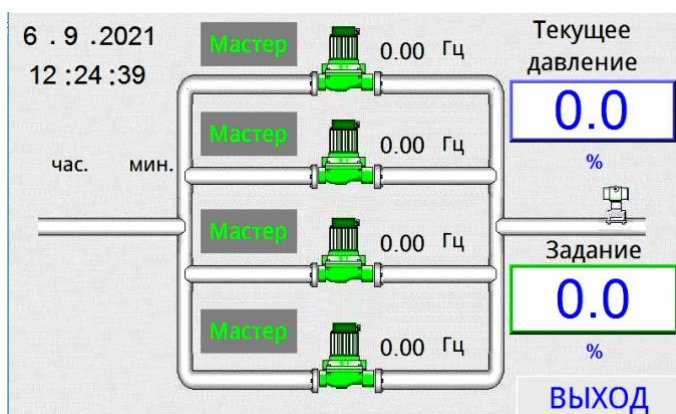 6 . 9 .2021
12 :24 :39
час. мин.
Мастер 0.00 Гц
Мастер 0.00 Гц
Мастер 0.00 Гц
Мастер 0.00 Гц
Текущее
давление
0.0
%
Задание
0.0
%
ВЫХОД